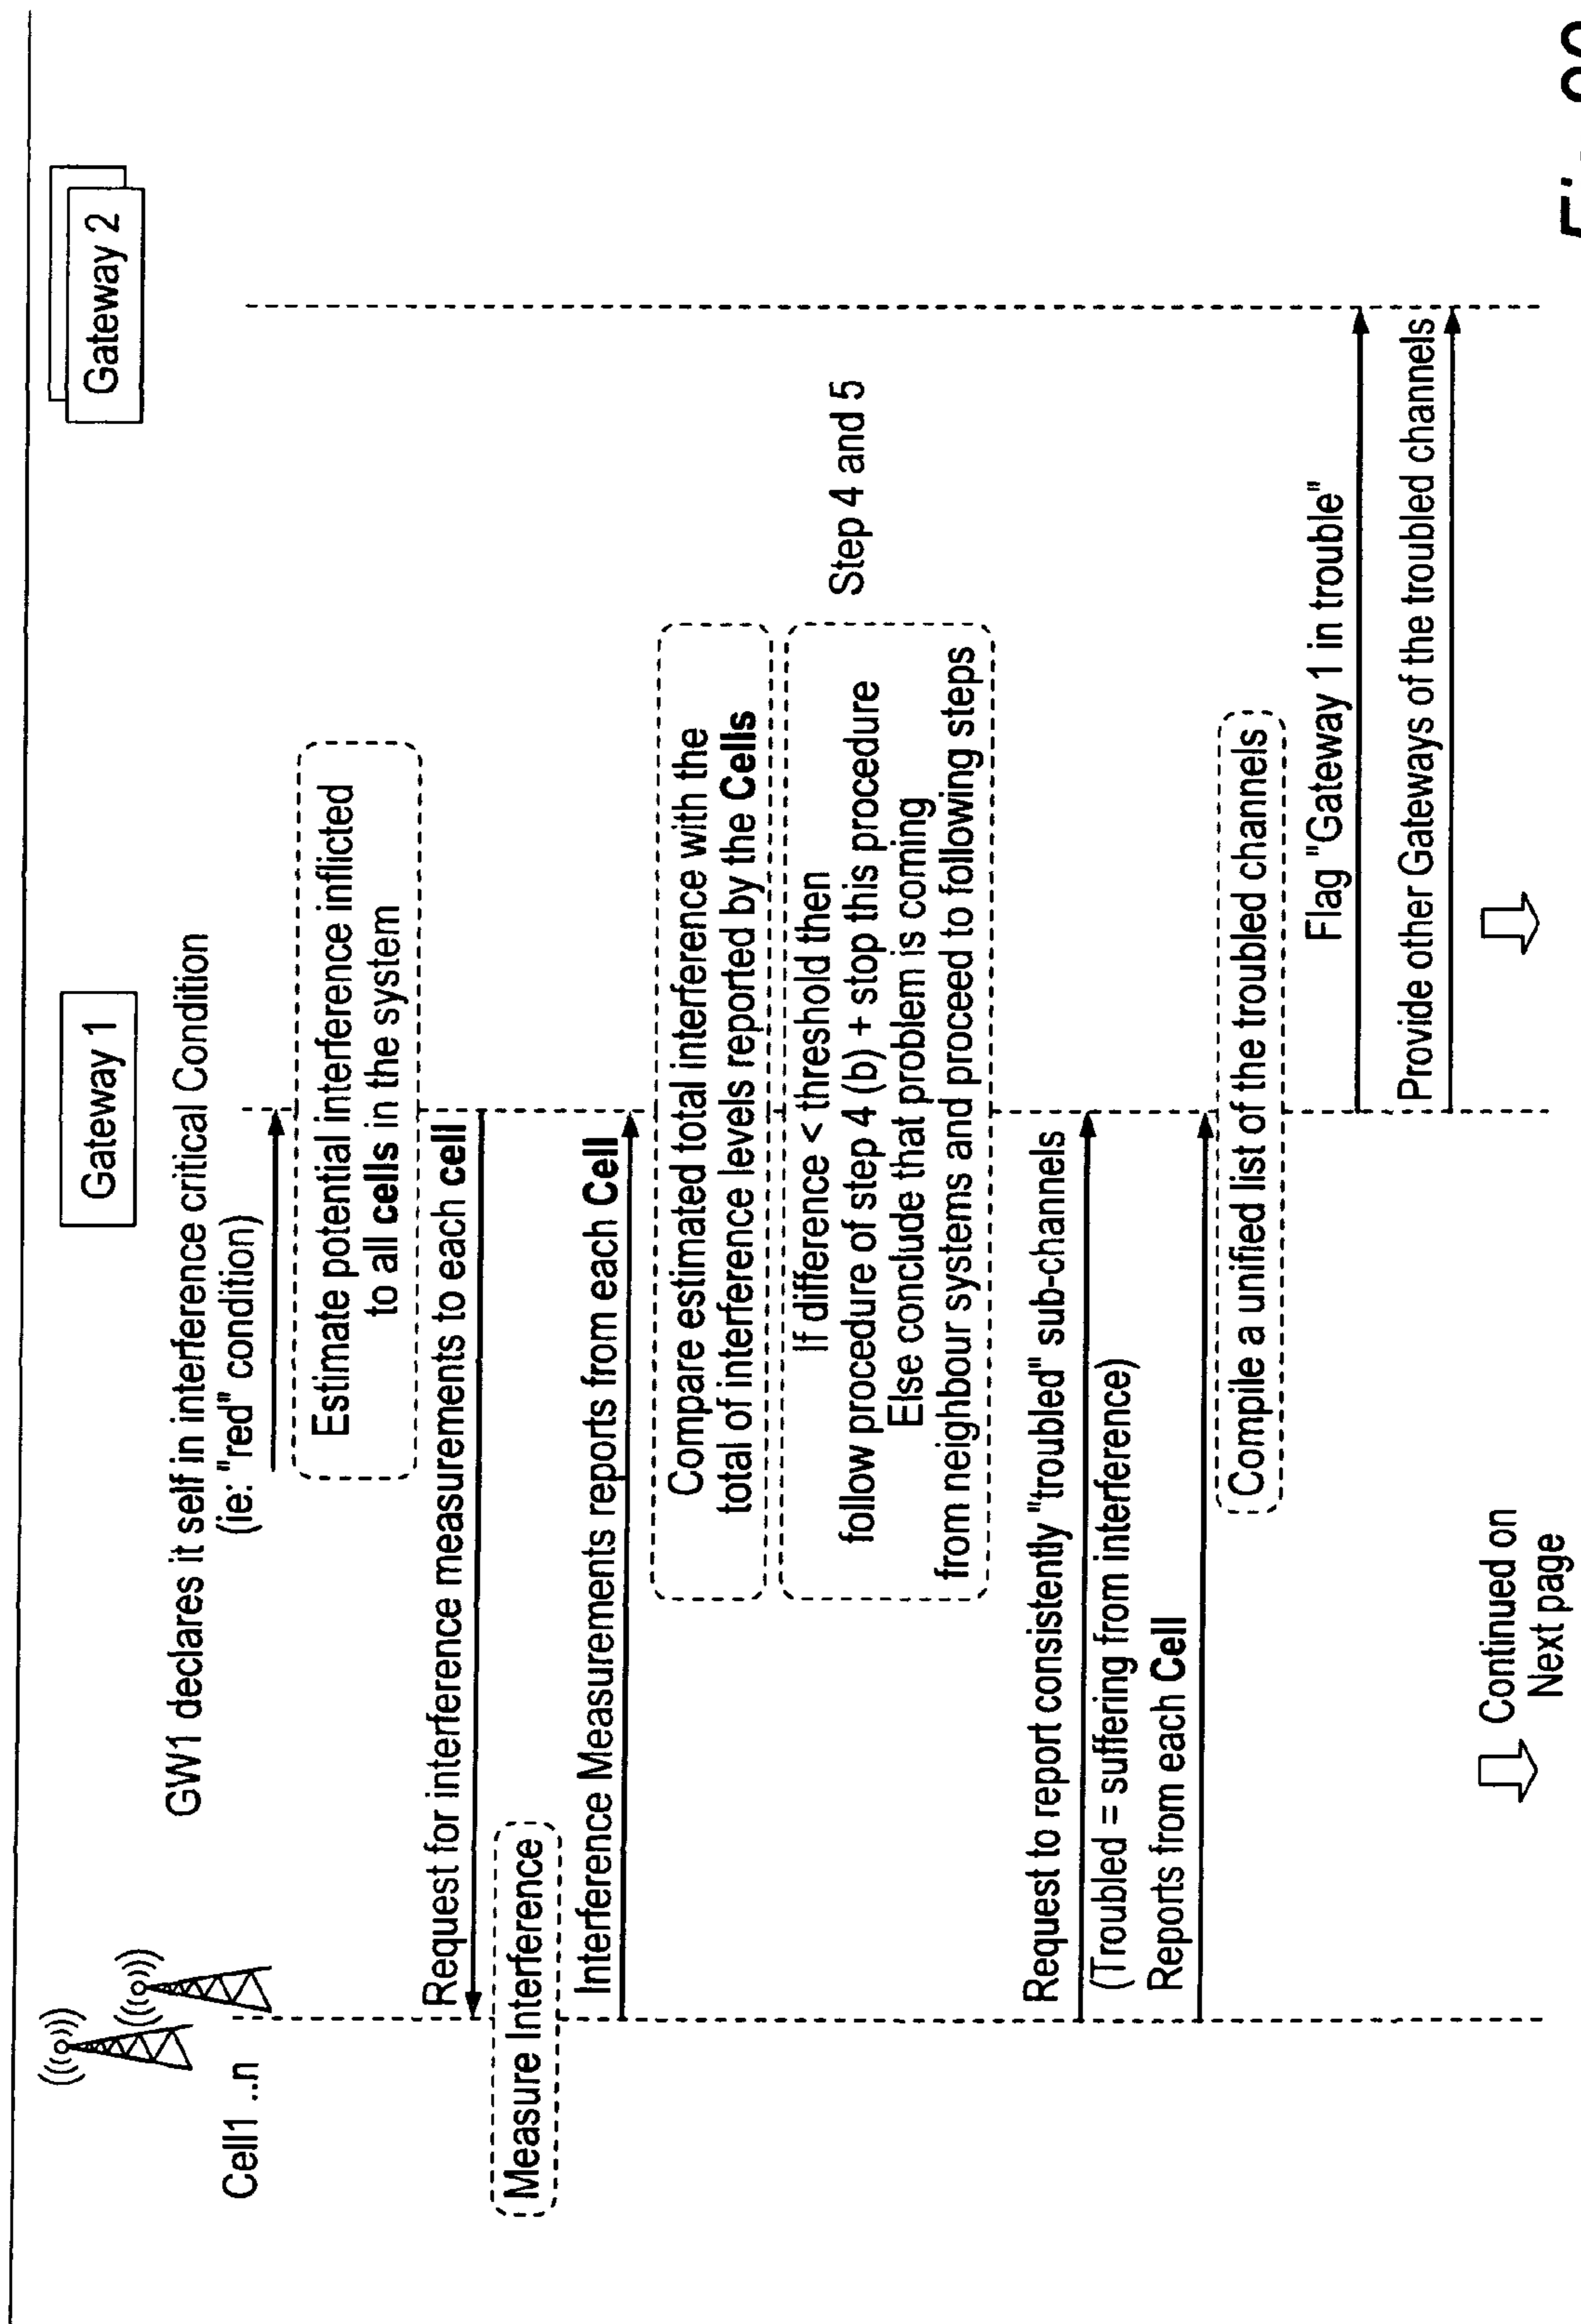 Gateway 1
Gateway 2
Cell1 ..n
GW1 declares it self in interference critical Condition
(ie: "red" condition)
Estimate potential interference inflicted
to all cells in the system
Request for interference measurements to each cell
Measure Interference
Interference Measurements reports from each Cell
Compare estimated total interference with the
total of interference levels reported by the Cells
If difference < threshold then
follow procedure of step 4 (b) + stop this procedure
Else conclude that problem is coming
from neighbour systems and proceed to following steps
Step 4 and 5
Request to report consistently "troubled" sub-channels
(Troubled = suffering from interference)
Reports from each Cell
Compile a unified list of the troubled channels
Flag "Gateway 1 in trouble"
Provide other Gateways of the troubled channels
Continued on
Next page